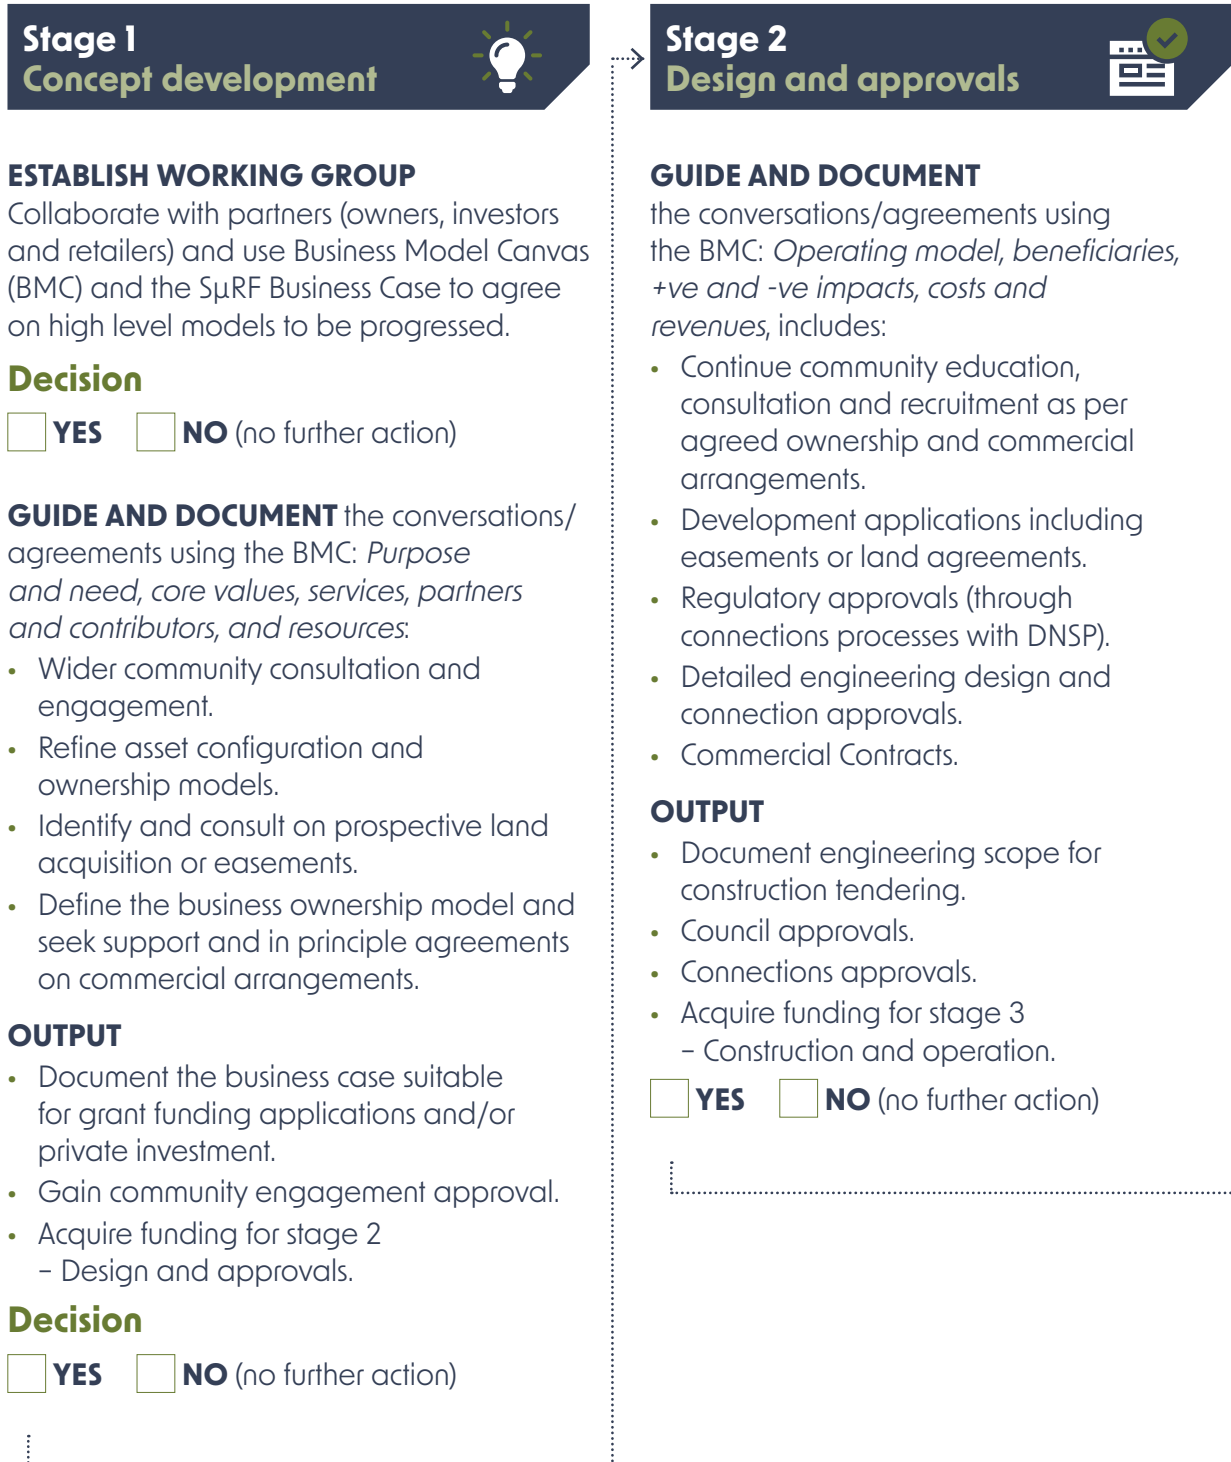 Stage 1
Concept development
ESTABLISH WORKING GROUP
Collaborate with partners (owners, investors
and retailers) and use Business Model Canvas
(BMC) and the SµRF Business Case to agree
on high level models to be progressed.
Decision
YES NO (no further action)
GUIDE AND DOCUMENT the conversations/
agreements using the BMC: Purpose
and need, core values, services, partners
and contributors, and resources:
• Wider community consultation and
engagement.
• Refine asset configuration and
ownership models.
• Identify and consult on prospective land
acquisition or easements.
• Define the business ownership model and
seek support and in principle agreements
on commercial arrangements.
OUTPUT
• Document the business case suitable
for grant funding applications and/or
private investment.
• Gain community engagement approval.
• Acquire funding for stage 2
– Design and approvals.
Decision
YES NO (no further action)
Stage 2
Design and approvals
GUIDE AND DOCUMENT
the conversations/agreements using
the BMC: Operating model, beneficiaries,
+ve and -ve impacts, costs and
revenues, includes:
• Continue community education,
consultation and recruitment as per
agreed ownership and commercial
arrangements.
• Development applications including
easements or land agreements.
• Regulatory approvals (through
connections processes with DNSP).
• Detailed engineering design and
connection approvals.
• Commercial Contracts.
OUTPUT
• Document engineering scope for
construction tendering.
• Council approvals.
• Connections approvals.
• Acquire funding for stage 3
– Construction and operation.
YES NO (no further action)